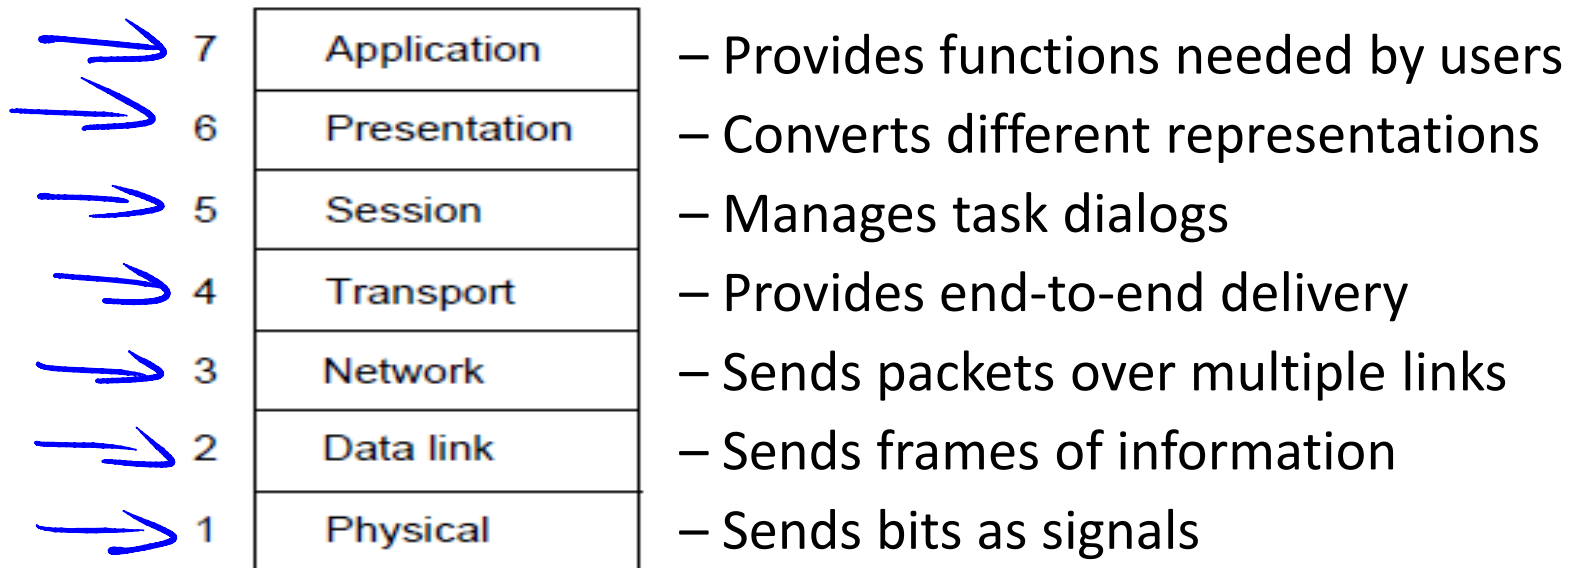 7 Application – Provides functions needed by users
6 Presentation – Converts different representations
5 Session – Manages task dialogs
4 Transport – Provides end-to-end delivery
3 Network – Sends packets over multiple links
2 Data link – Sends frames of information
1 Physical – Sends bits as signals